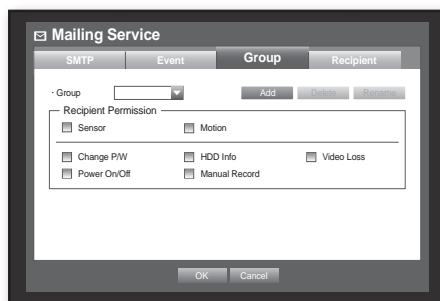 Mailing Service
SMTP Event Group Recipient
· Group Add Delete Rename
Recipient Permission
Sensor Motion
Change P/W HDD Info Video Loss
Power On/Off Manual Record
OK Cancel